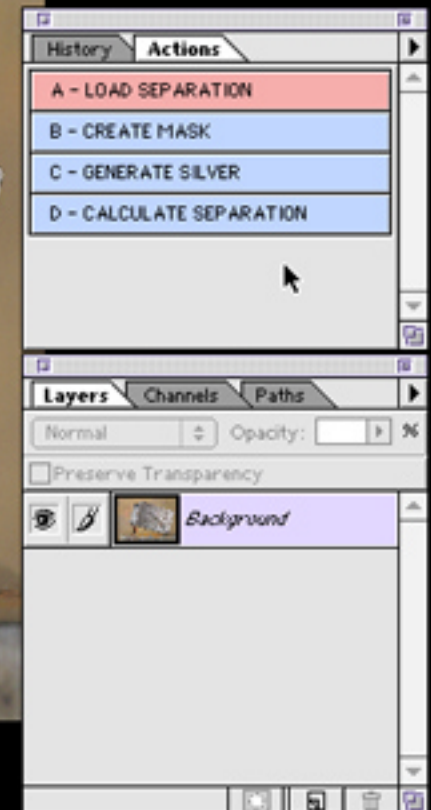 History Actions
A - LOAD SEPARATION
B - CREATE MASK
C - GENERATE SILVER
D - CALCULATE SEPARATION
Layers Channels Paths
Normal Opacity: %
Preserve Transparency
Background